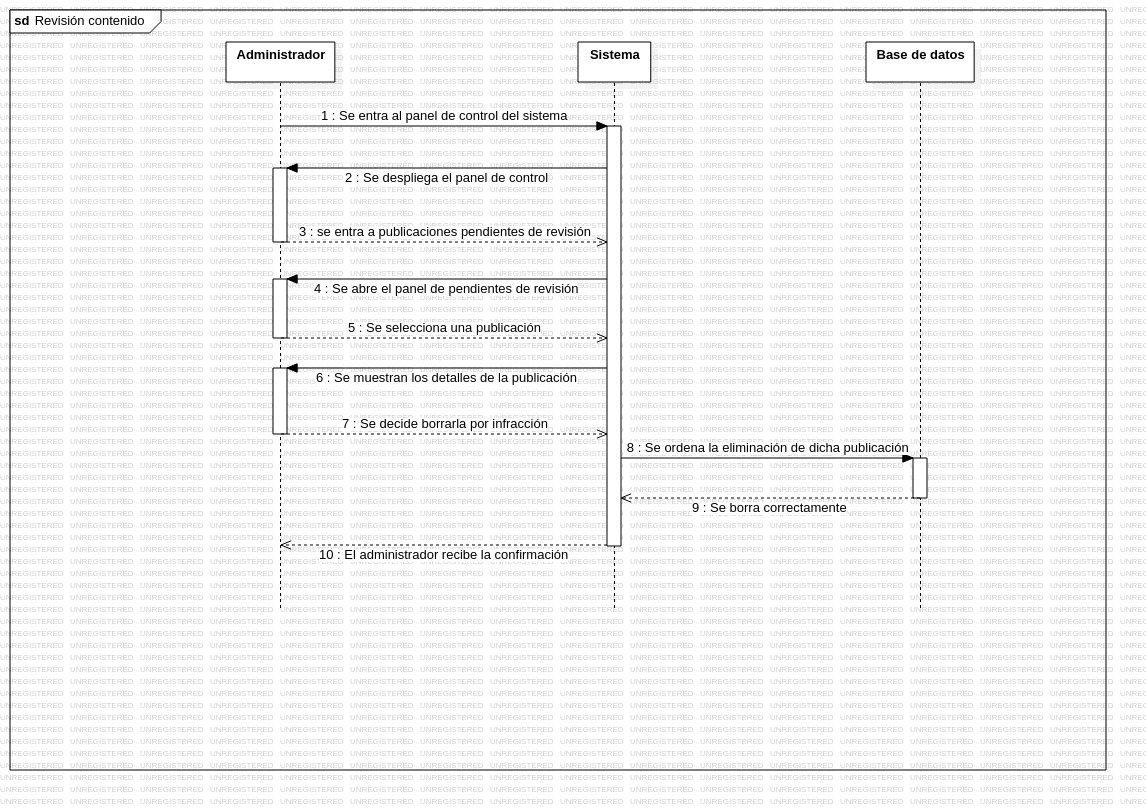 sd Revisión contenido
Administrador
Sistema
Base de datos
1 : Se entra al panel de control del sistema
2 : Se despliega el panel de control
3 : se entra a publicaciones pendientes de revisión
4 : Se abre el panel de pendientes de revisión
5 : Se selecciona una publicación
6 : Se muestran los detalles de la publicación
7 : Se decide borrarla por infracción
8 : Se ordena la eliminación de dicha publicación
9 : Se borra correctamente
10 : El administrador recibe la confirmación
UNREGISTERED